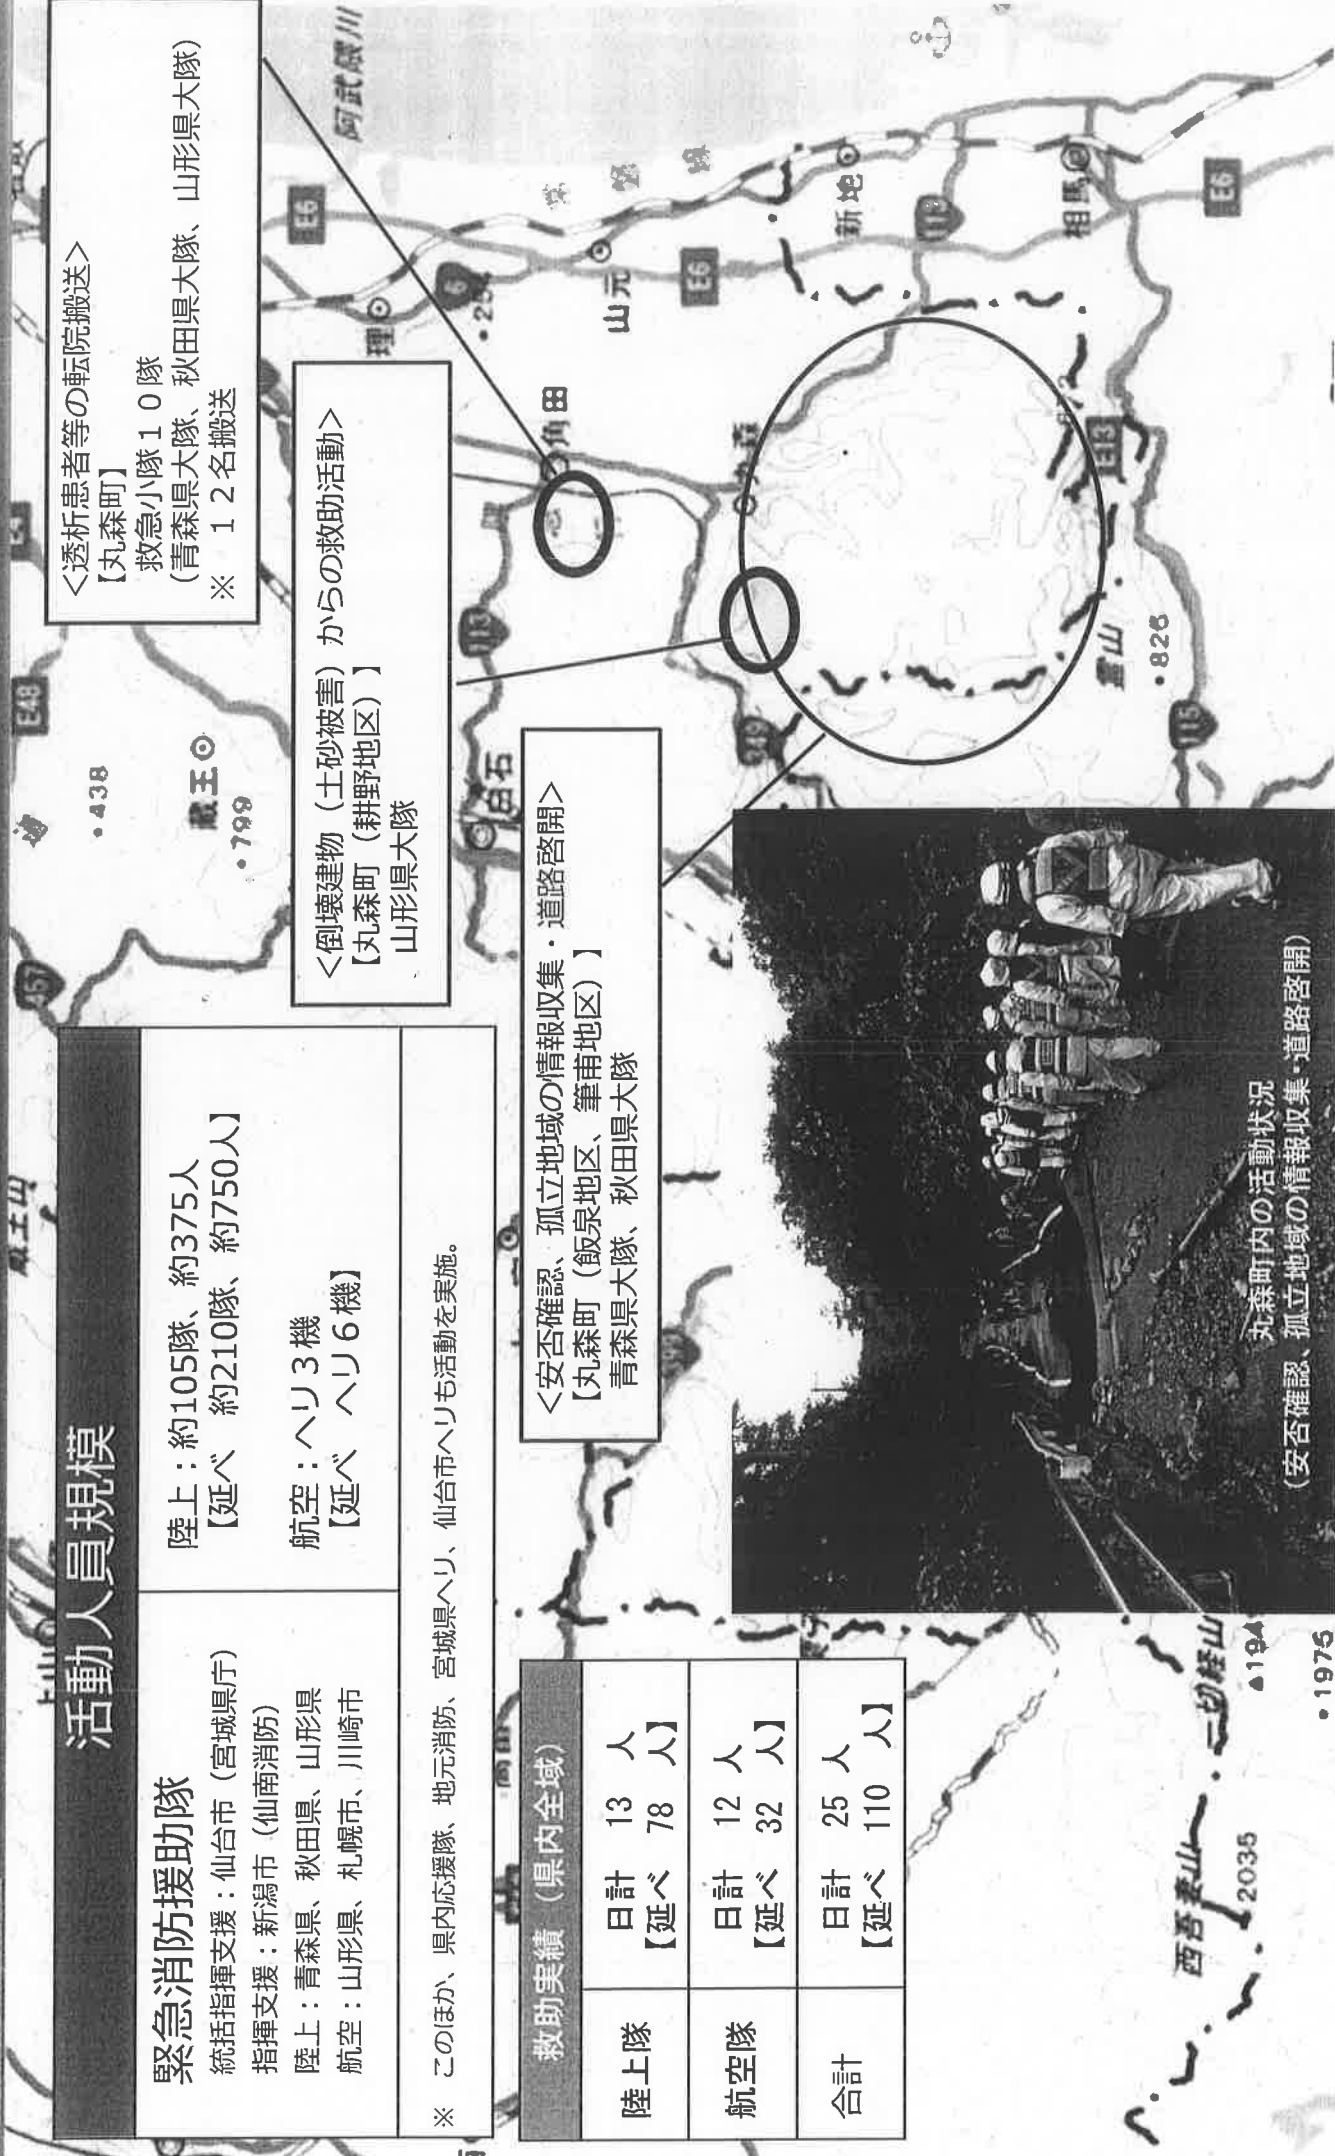 活動人員規模
緊急消防援助隊
統括指揮支援：仙台市（宮城県庁）
指揮支援：新潟市（仙南消防）
陸上：青森県、秋田県、山形県
航空：山形県、札幌市、川崎市
陸上：約105隊、約375人
【延べ 約210隊、約750人】
航空：ヘリ３機
【延べ ヘリ６機】
※ このほか、県内応援隊、地元消防、宮城県ヘリ、仙台市ヘリも活動を実施。
救助実績（県内全域）
陸上隊 日計 13 人
【延べ 78 人】
航空隊 日計 12 人
【延べ 32 人】
合計 日計 25 人
【延べ 110 人】
＜透析患者等の転院搬送＞
【丸森町】
救急小隊１０隊
（青森県大隊、秋田県大隊、山形県大隊）
※ １２名搬送
＜倒壊建物（土砂被害）からの救助活動＞
【丸森町（耕野地区）】
山形県大隊
＜安否確認、孤立地域の情報収集・道路啓開＞
【丸森町（飯泉地区、筆甫地区）】
青森県大隊、秋田県大隊
丸森町内の活動状況
（安否確認、孤立地域の情報収集・道路啓開）
阿武隈川
E6
6
理
山元
E6
角田
新地
113
相馬
E6
E13
霊山
826
115
349
113
白石
E48
438
蔵王
799
457
一切経山
194
1975
西吾妻山
2035